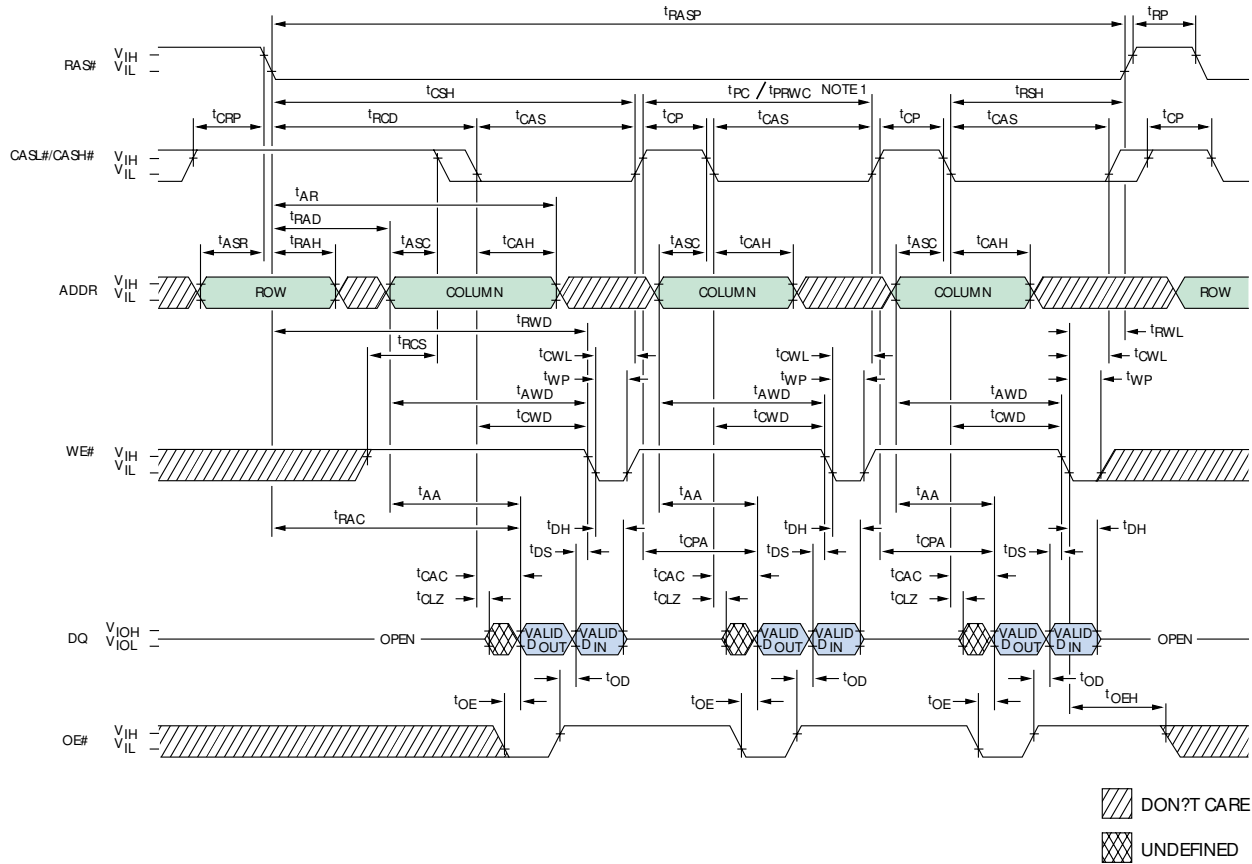 tRASP tRP
RAS# VIH
VIL
tCSH tPC / tPRWC NOTE 1 tRSH
tCRP tRCD tCAS tCP tCAS tCP tCAS tCP
CASL#/CASH# VIH
VIL
tAR
tRAD
tASR tRAH tASC tCAH tASC tCAH tASC tCAH
ADDR VIH
VIL
ROW COLUMN COLUMN COLUMN ROW
tRWD tRWL
tRCS tCWL tCWL tCWL
tWP tWP tWP
tAWD tAWD tAWD
tCWD tCWD tCWD
WE# VIH
VIL
tAA tAA tAA
tRAC tDH tDH tDH
tDS tCPA tDS tCPA tDS
tCAC tCAC tCAC
tCLZ tCLZ tCLZ
DQ VIOH
VIOL
OPEN VALID DOUT VALID DIN VALID DOUT VALID DIN VALID DOUT VALID DIN OPEN
tOD tOD tOD
tOE tOE tOE tOEH
OE# VIH
VIL
DON?T CARE
UNDEFINED